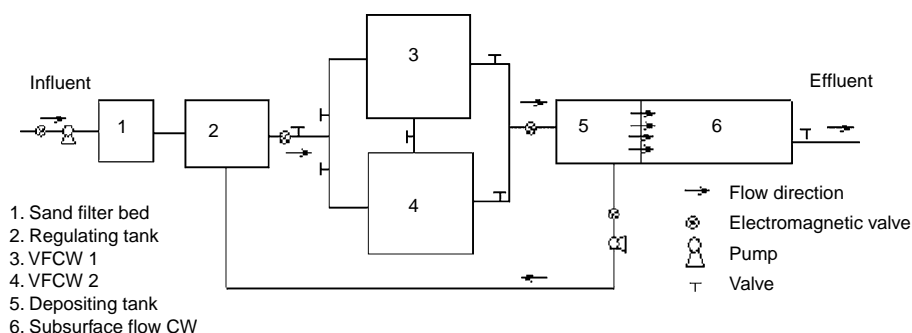 Influent
1
2
3
4
5
6
Effluent
1. Sand filter bed
2. Regulating tank
3. VFCW 1
4. VFCW 2
5. Depositing tank
6. Subsurface flow CW
Flow direction
Electromagnetic valve
Pump
Valve